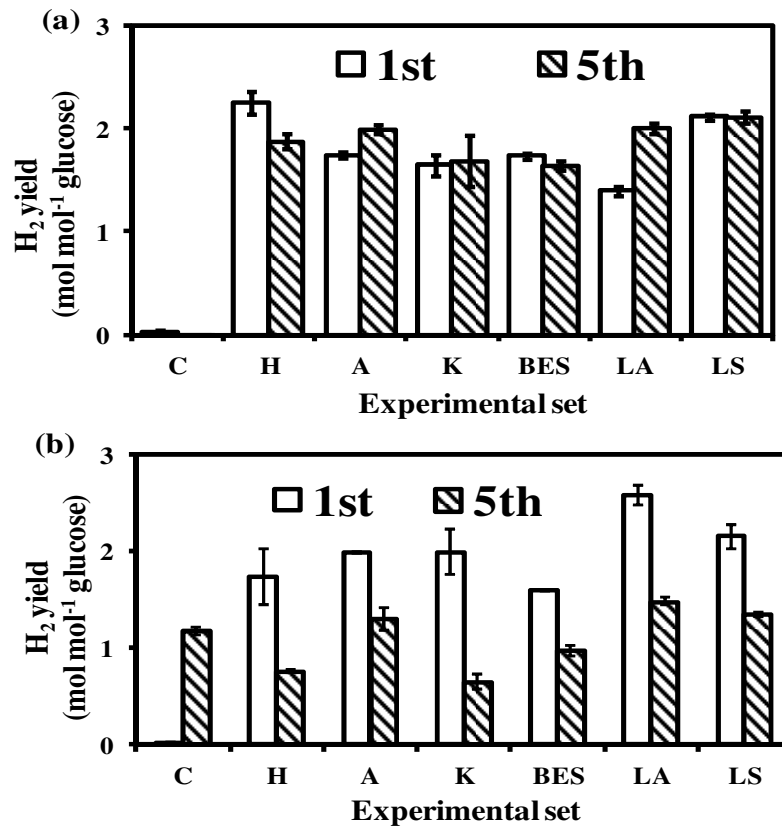 (a)
3
2
1
0
H₂ yield
(mol mol⁻¹ glucose)
1st 5th
C H A K BES LA LS
Experimental set
(b)
3
2
1
0
H₂ yield
(mol mol⁻¹ glucose)
1st 5th
C H A K BES LA LS
Experimental set